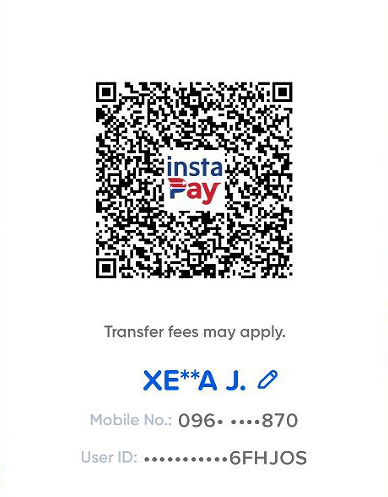 insta
Pay
Transfer fees may apply.
XE**A J.
Mobile No.: 096• ••••870
User ID: •••••••••••6FHJOS